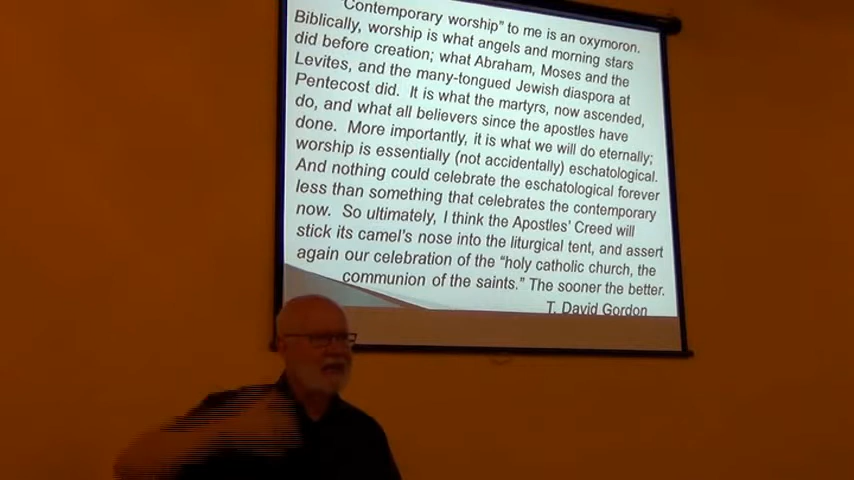 "Contemporary worship" to me is an oxymoron.
Biblically, worship is what angels and morning stars
did before creation; what Abraham, Moses and the
Levites, and the many-tongued Jewish diaspora at
Pentecost did. It is what the martyrs, now ascended,
do, and what all believers since the apostles have
done. More importantly, it is what we will do eternally;
worship is essentially (not accidentally) eschatological.
And nothing could celebrate the eschatological forever
less than something that celebrates the contemporary
now. So ultimately, I think the Apostles' Creed will
stick its camel's nose into the liturgical tent, and assert
again our celebration of the "holy catholic church, the
communion of the saints." The sooner the better.
T. David Gordon